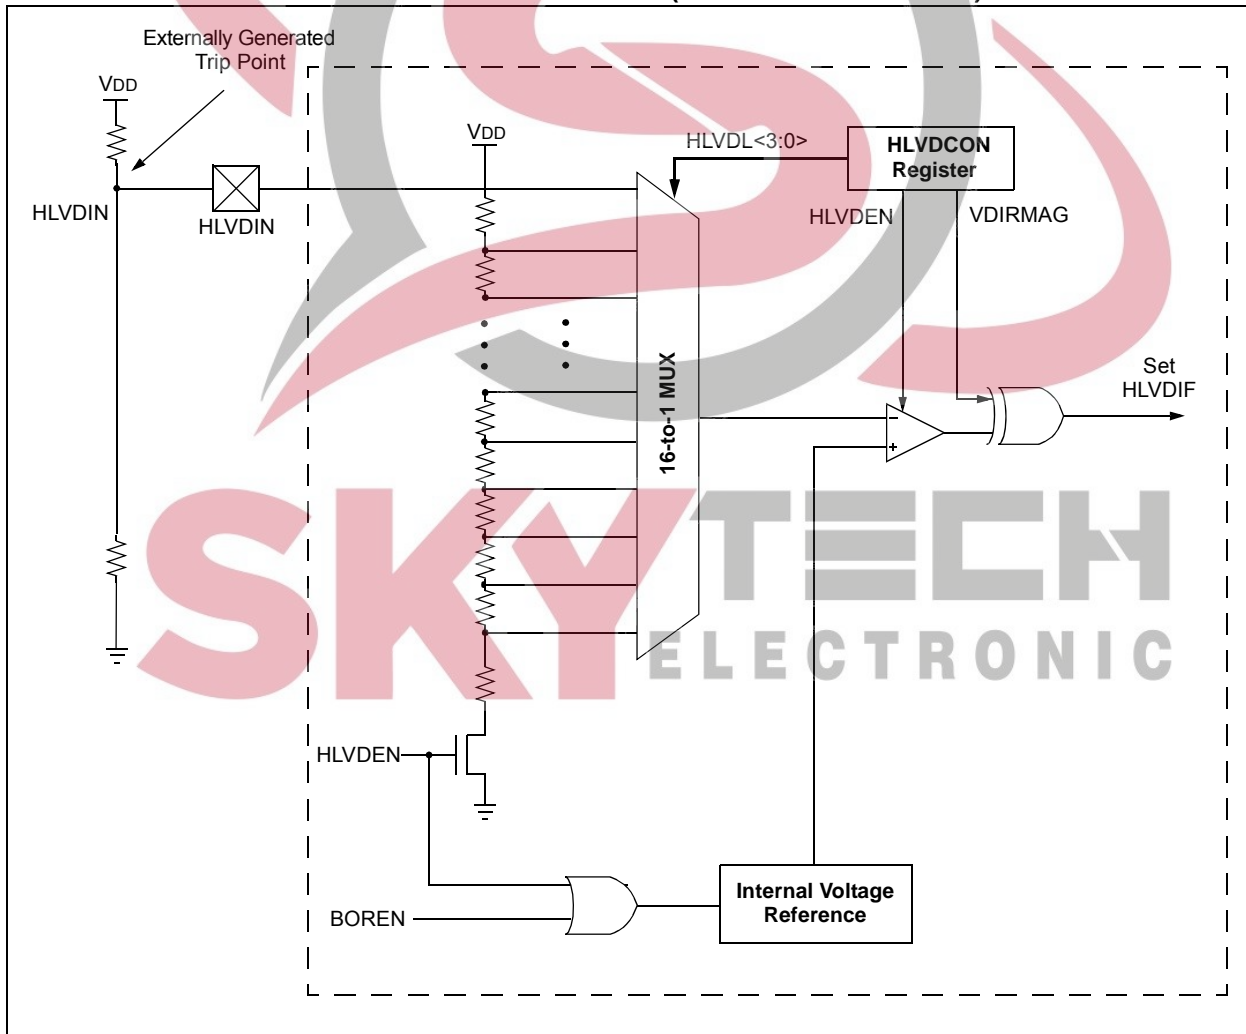 Externally Generated
Trip Point
VDD
VDD
HLVDL<3:0>
HLVDCON
Register
HLVDIN
HLVDIN
HLVDEN
VDIRMAG
16-to-1 MUX
Set
HLVDIF
–
+
SKYTECH
ELECTRONIC
HLVDEN
BOREN
Internal Voltage
Reference